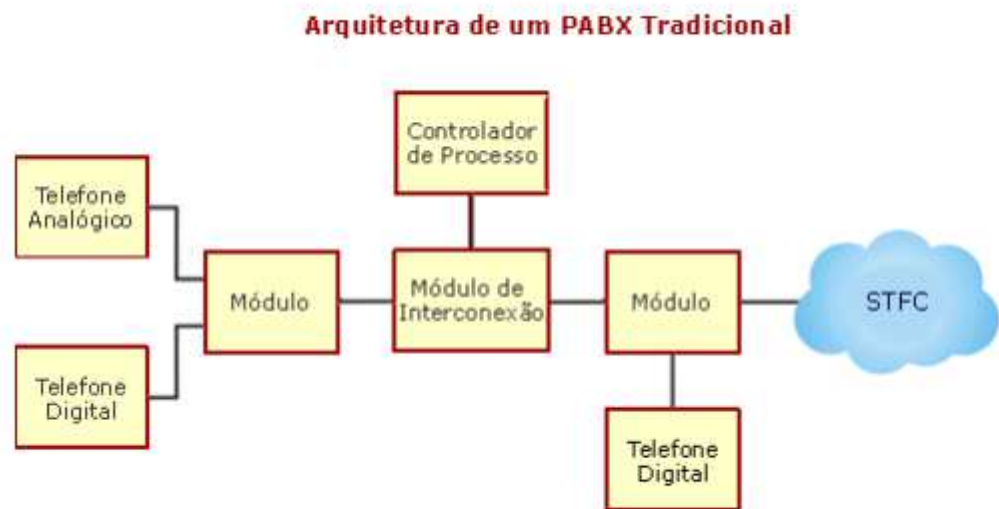 Arquitetura de um PABX Tradicional
Controlador
de Processo
Telefone
Analógico
Módulo
Módulo de
Interconexão
Módulo
STFC
Telefone
Digital
Telefone
Digital